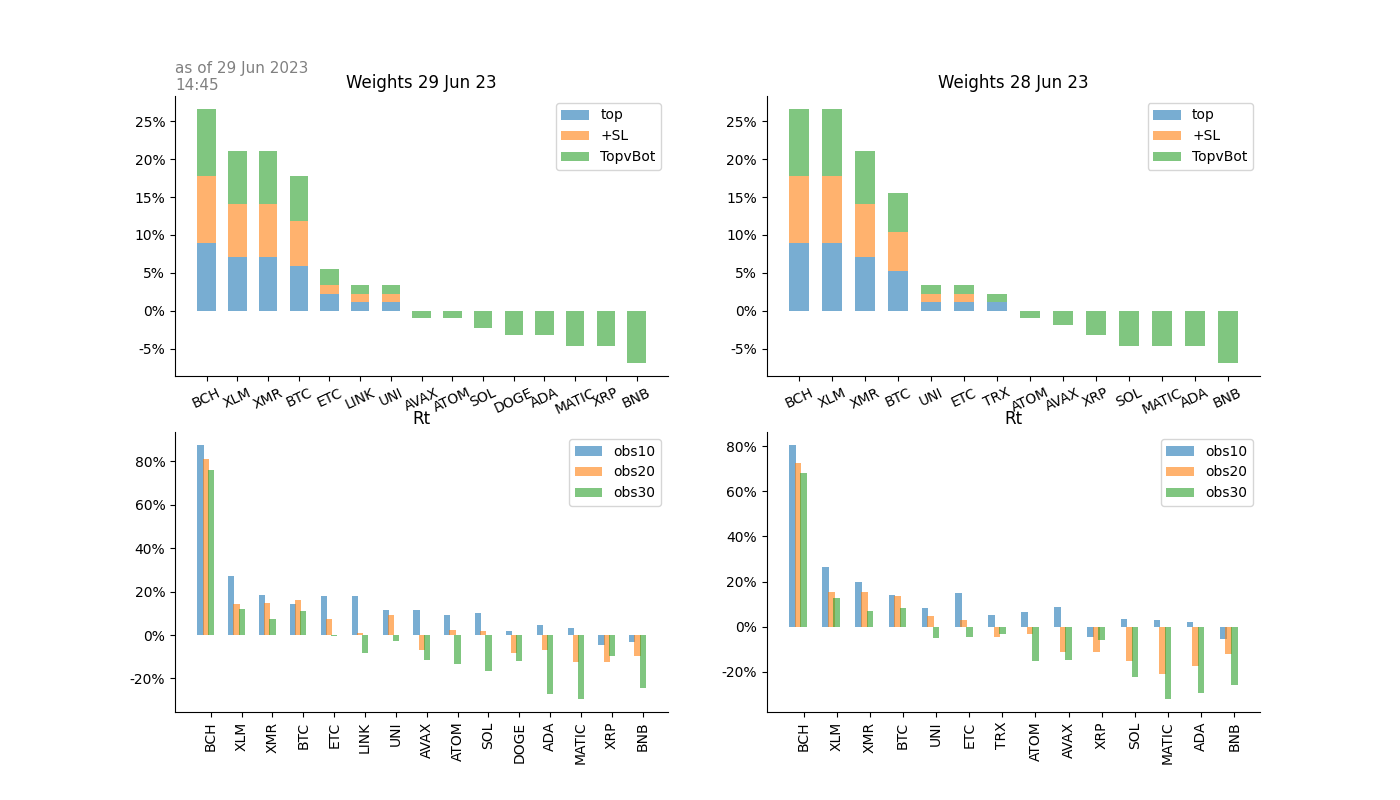 as of 29 Jun 2023
14:45
Weights 29 Jun 23
25%
20%
15%
10%
5%
0%
-5%
top
+SL
TopvBot
BCH XLM XMR BTC ETC LINK UNI AVAX ATOM SOL DOGE ADA MATIC XRP BNB
Weights 28 Jun 23
25%
20%
15%
10%
5%
0%
-5%
top
+SL
TopvBot
BCH XLM XMR BTC UNI ETC TRX ATOM AVAX XRP SOL MATIC ADA BNB
Rt
80%
60%
40%
20%
0%
-20%
obs10
obs20
obs30
BCH XLM XMR BTC ETC LINK UNI AVAX ATOM SOL DOGE ADA MATIC XRP BNB
Rt
80%
60%
40%
20%
0%
-20%
obs10
obs20
obs30
BCH XLM XMR BTC UNI ETC TRX ATOM AVAX XRP SOL MATIC ADA BNB